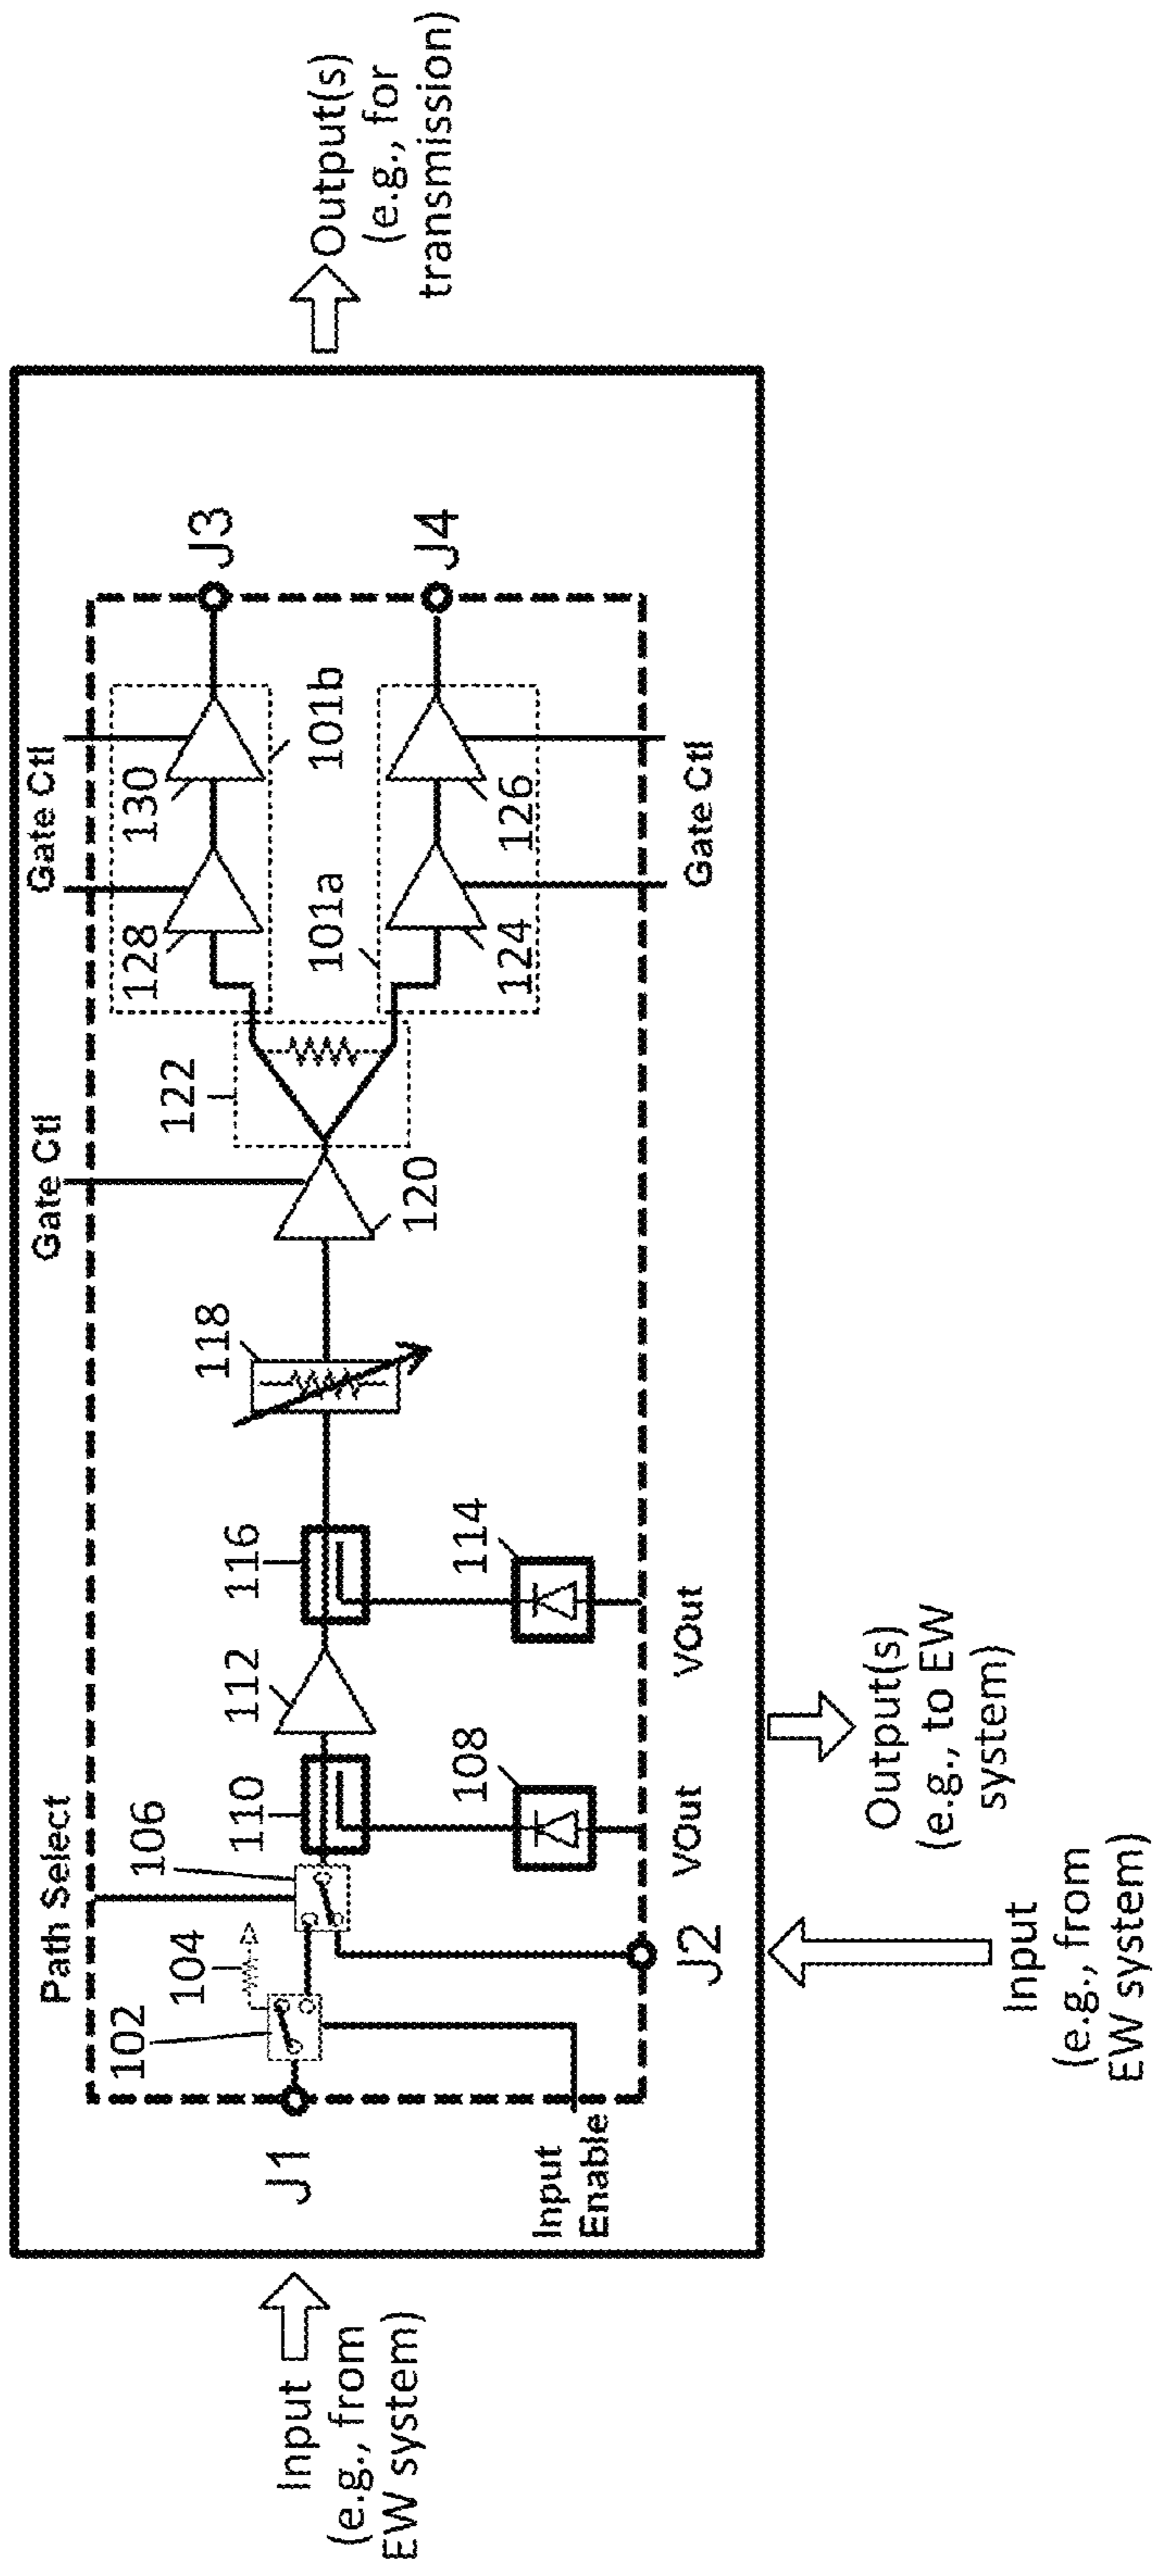 Path Select
Gate Ctl
Gate Ctl
Input
(e.g., from
EW system)
J1
102
104
106
110
112
116
118
120
122
128
130
101b
J3
Output(s)
(e.g., for
transmission)
101a
124
126
J4
Input
Enable
108
114
J2
VOut
VOut
Gate Ctl
Input
(e.g., from
EW system)
Output(s)
(e.g., to EW
system)